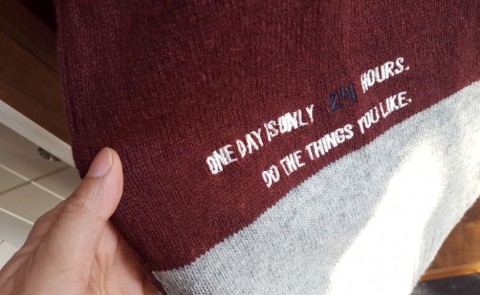 ONE DAY IS ONLY 24 HOURS.
DO THE THINGS YOU LIKE.